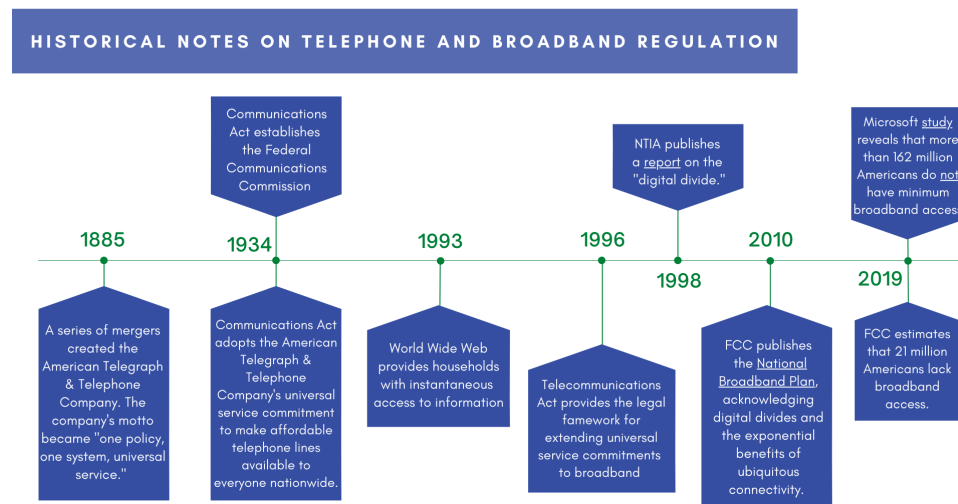 HISTORICAL NOTES ON TELEPHONE AND BROADBAND REGULATION
1885
A series of mergers
created the
American Telegraph
& Telephone
Company. The
company's motto
became "one policy,
one system, universal
service."
Communications
Act establishes
the Federal
Communications
Commission
1934
Communications Act
adopts the American
Telegraph &
Telephone
Company's universal
service commitment
to make affordable
telephone lines
available to
everyone nationwide.
1993
World Wide Web
provides households
with instantaneous
access to information
1996
Telecommunications
Act provides the legal
famework for
extending universal
service commitments
to broadband
NTIA publishes
a report on the
"digital divide."
1998
2010
FCC publishes
the National
Broadband Plan,
acknowledging
digital divides and
the exponential
benefits of
ubiquitous
connectivity.
Microsoft study
reveals that more
than 162 million
Americans do not
have minimum
broadband access
2019
FCC estimates
that 21 million
Americans lack
broadband
access.